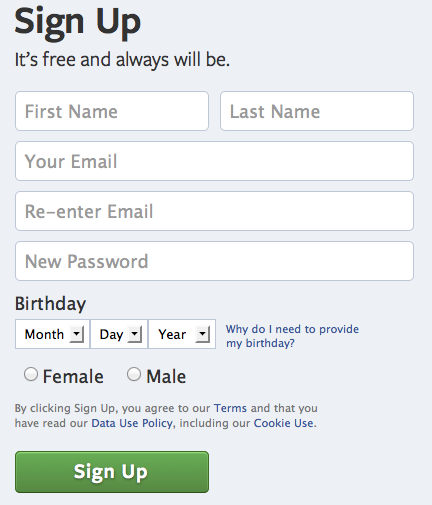 Sign Up
It's free and always will be.
First Name Last Name
Your Email
Re-enter Email
New Password
Birthday
Month Day Year Why do I need to provide
my birthday?
Female Male
By clicking Sign Up, you agree to our Terms and that you
have read our Data Use Policy, including our Cookie Use.
Sign Up